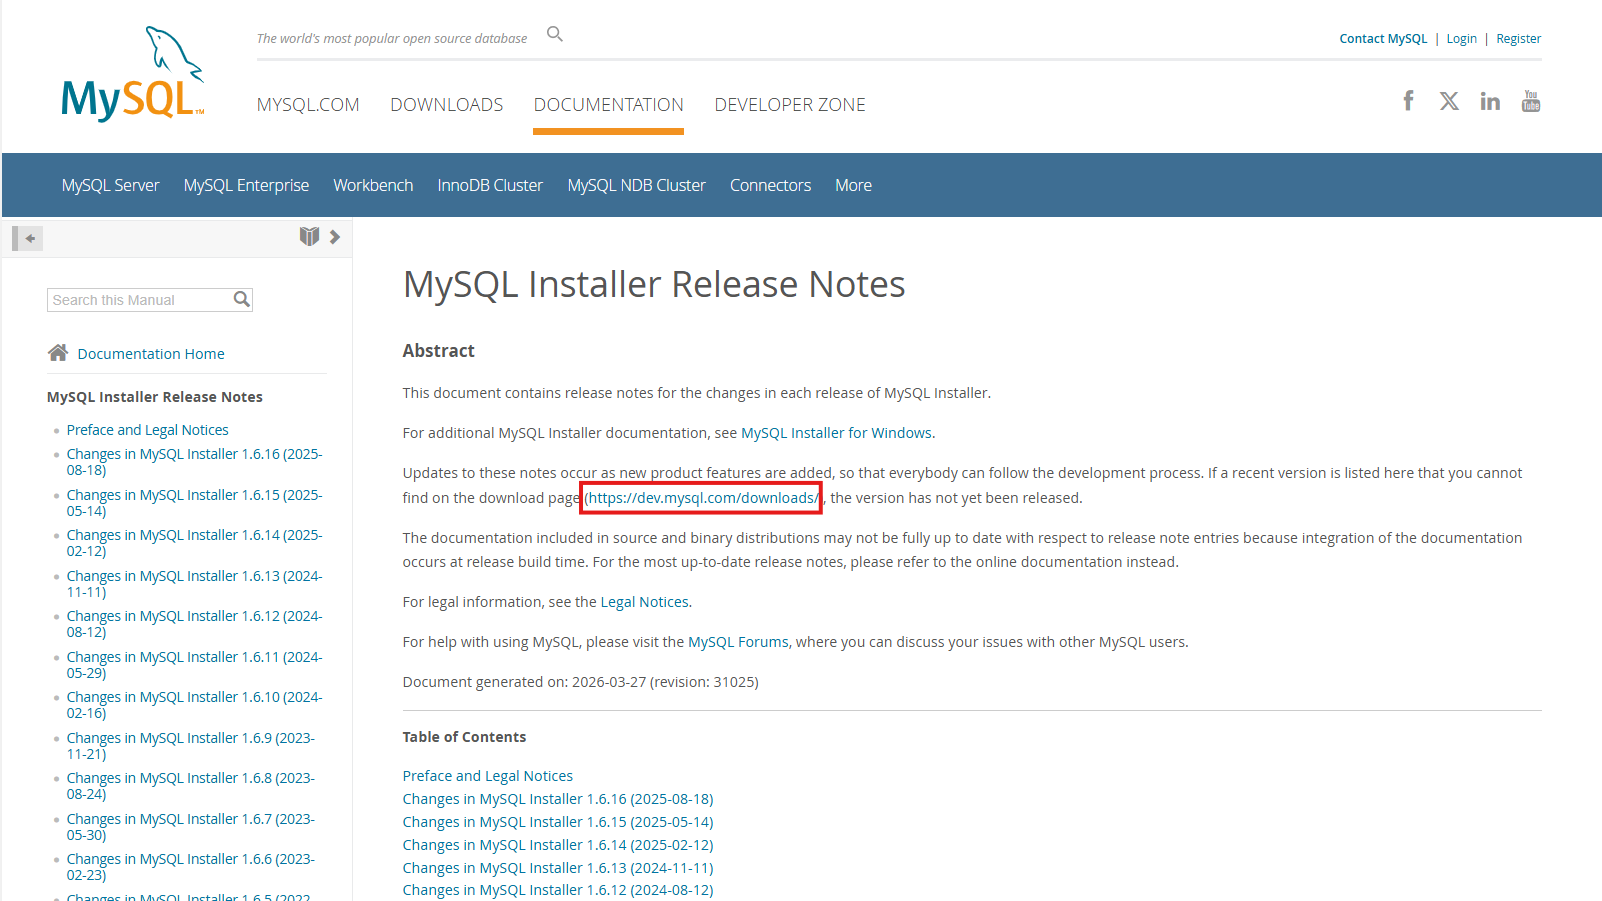 The world's most popular open source database
Contact MySQL | Login | Register
MySQL™
MYSQL.COM DOWNLOADS DOCUMENTATION DEVELOPER ZONE
You Tube
MySQL Server MySQL Enterprise Workbench InnoDB Cluster MySQL NDB Cluster Connectors More
Search this Manual
Documentation Home
MySQL Installer Release Notes
Preface and Legal Notices
Changes in MySQL Installer 1.6.16 (2025-
08-18)
Changes in MySQL Installer 1.6.15 (2025-
05-14)
Changes in MySQL Installer 1.6.14 (2025-
02-12)
Changes in MySQL Installer 1.6.13 (2024-
11-11)
Changes in MySQL Installer 1.6.12 (2024-
08-12)
Changes in MySQL Installer 1.6.11 (2024-
05-29)
Changes in MySQL Installer 1.6.10 (2024-
02-16)
Changes in MySQL Installer 1.6.9 (2023-
11-21)
Changes in MySQL Installer 1.6.8 (2023-
08-24)
Changes in MySQL Installer 1.6.7 (2023-
05-30)
Changes in MySQL Installer 1.6.6 (2023-
02-23)
Changes in MySQL Installer 1.6.5 (2022-
MySQL Installer Release Notes
Abstract
This document contains release notes for the changes in each release of MySQL Installer.
For additional MySQL Installer documentation, see MySQL Installer for Windows.
Updates to these notes occur as new product features are added, so that everybody can follow the development process. If a recent version is listed here that you cannot
find on the download page (https://dev.mysql.com/downloads/), the version has not yet been released.
The documentation included in source and binary distributions may not be fully up to date with respect to release note entries because integration of the documentation
occurs at release build time. For the most up-to-date release notes, please refer to the online documentation instead.
For legal information, see the Legal Notices.
For help with using MySQL, please visit the MySQL Forums, where you can discuss your issues with other MySQL users.
Document generated on: 2026-03-27 (revision: 31025)
Table of Contents
Preface and Legal Notices
Changes in MySQL Installer 1.6.16 (2025-08-18)
Changes in MySQL Installer 1.6.15 (2025-05-14)
Changes in MySQL Installer 1.6.14 (2025-02-12)
Changes in MySQL Installer 1.6.13 (2024-11-11)
Changes in MySQL Installer 1.6.12 (2024-08-12)